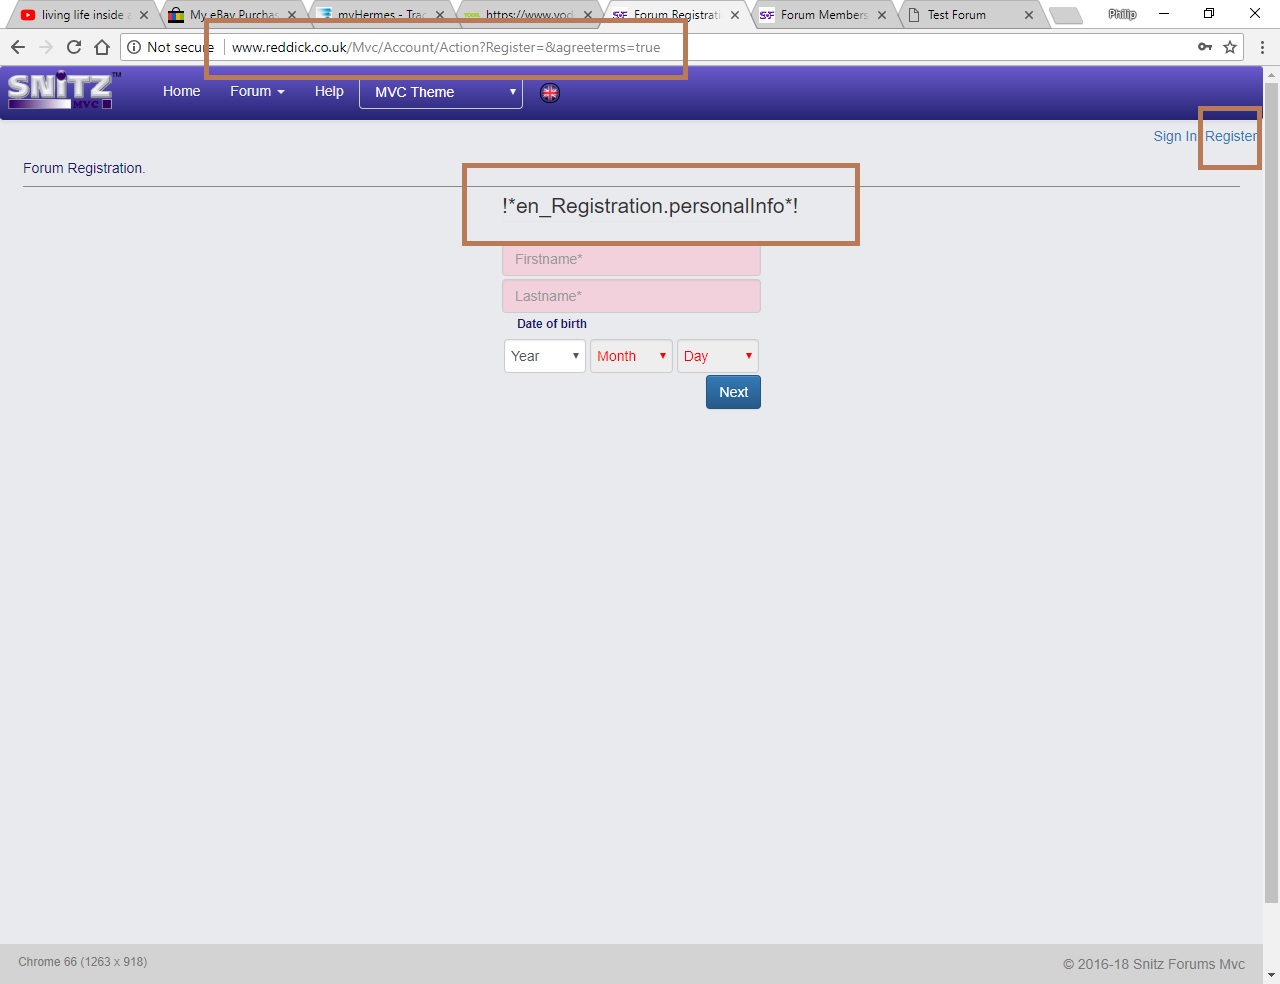 living life inside
My eBay Purchas
myHermes - Trac
https://www.yod
Forum Registrati
Forum Members
Test Forum
Philip
Not secure
www.reddick.co.uk/Mvc/Account/Action?Register=&agreeterms=true
SNiTZ™
MVC
Home
Forum
Help
MVC Theme
Sign In
Register
Forum Registration.
!*en_Registration.personalInfo*!
Firstname*
Lastname*
Date of birth
Year
Month
Day
Next
Chrome 66 (1263 x 918)
© 2016-18 Snitz Forums Mvc